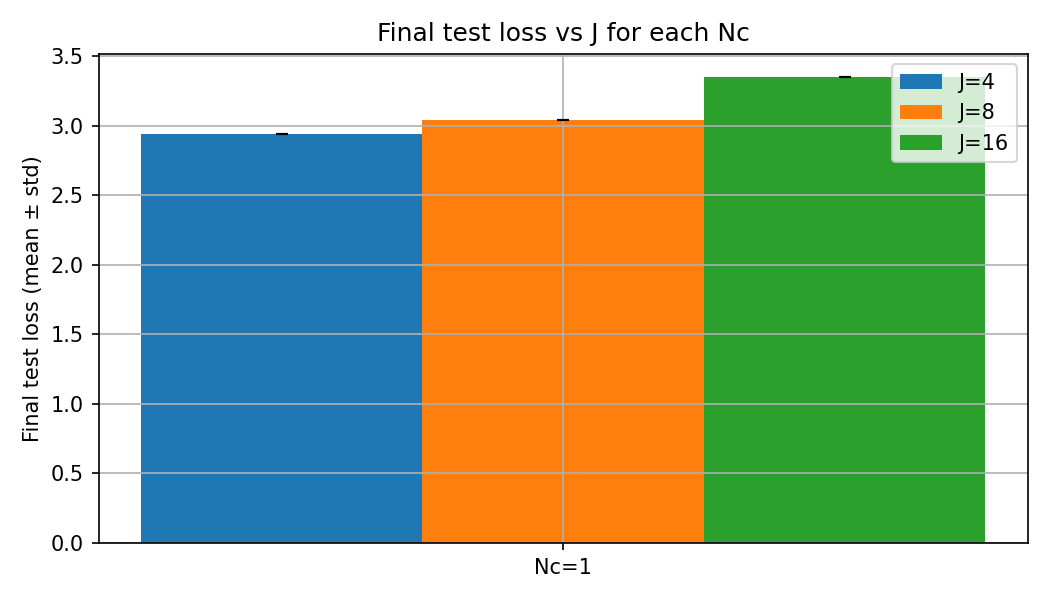 Final test loss vs J for each Nc
Final test loss (mean ± std)
3.5
3.0
2.5
2.0
1.5
1.0
0.5
0.0
J=4
J=8
J=16
Nc=1